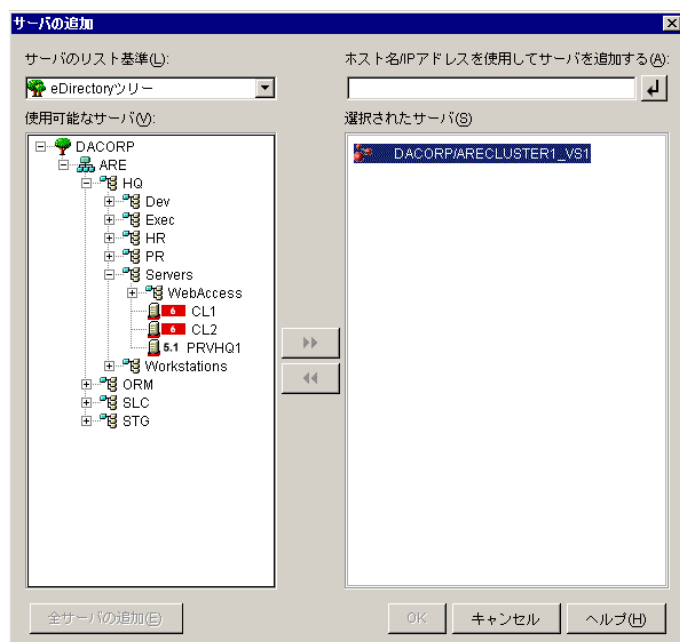 サーバの追加
サーバのリスト基準(L):
eDirectoryツリー
使用可能なサーバ(V):
DACORP
ARE
HQ
Dev
Exec
HR
PR
Servers
WebAccess
6 CL1
6 CL2
5.1 PRVHQ1
Workstations
ORM
SLC
STG
ホスト名/IPアドレスを使用してサーバを追加する(A):
選択されたサーバ(S)
DACORP/ARECLUSTER1_VS1
全サーバの追加(E)
OK
キャンセル
ヘルプ(H)